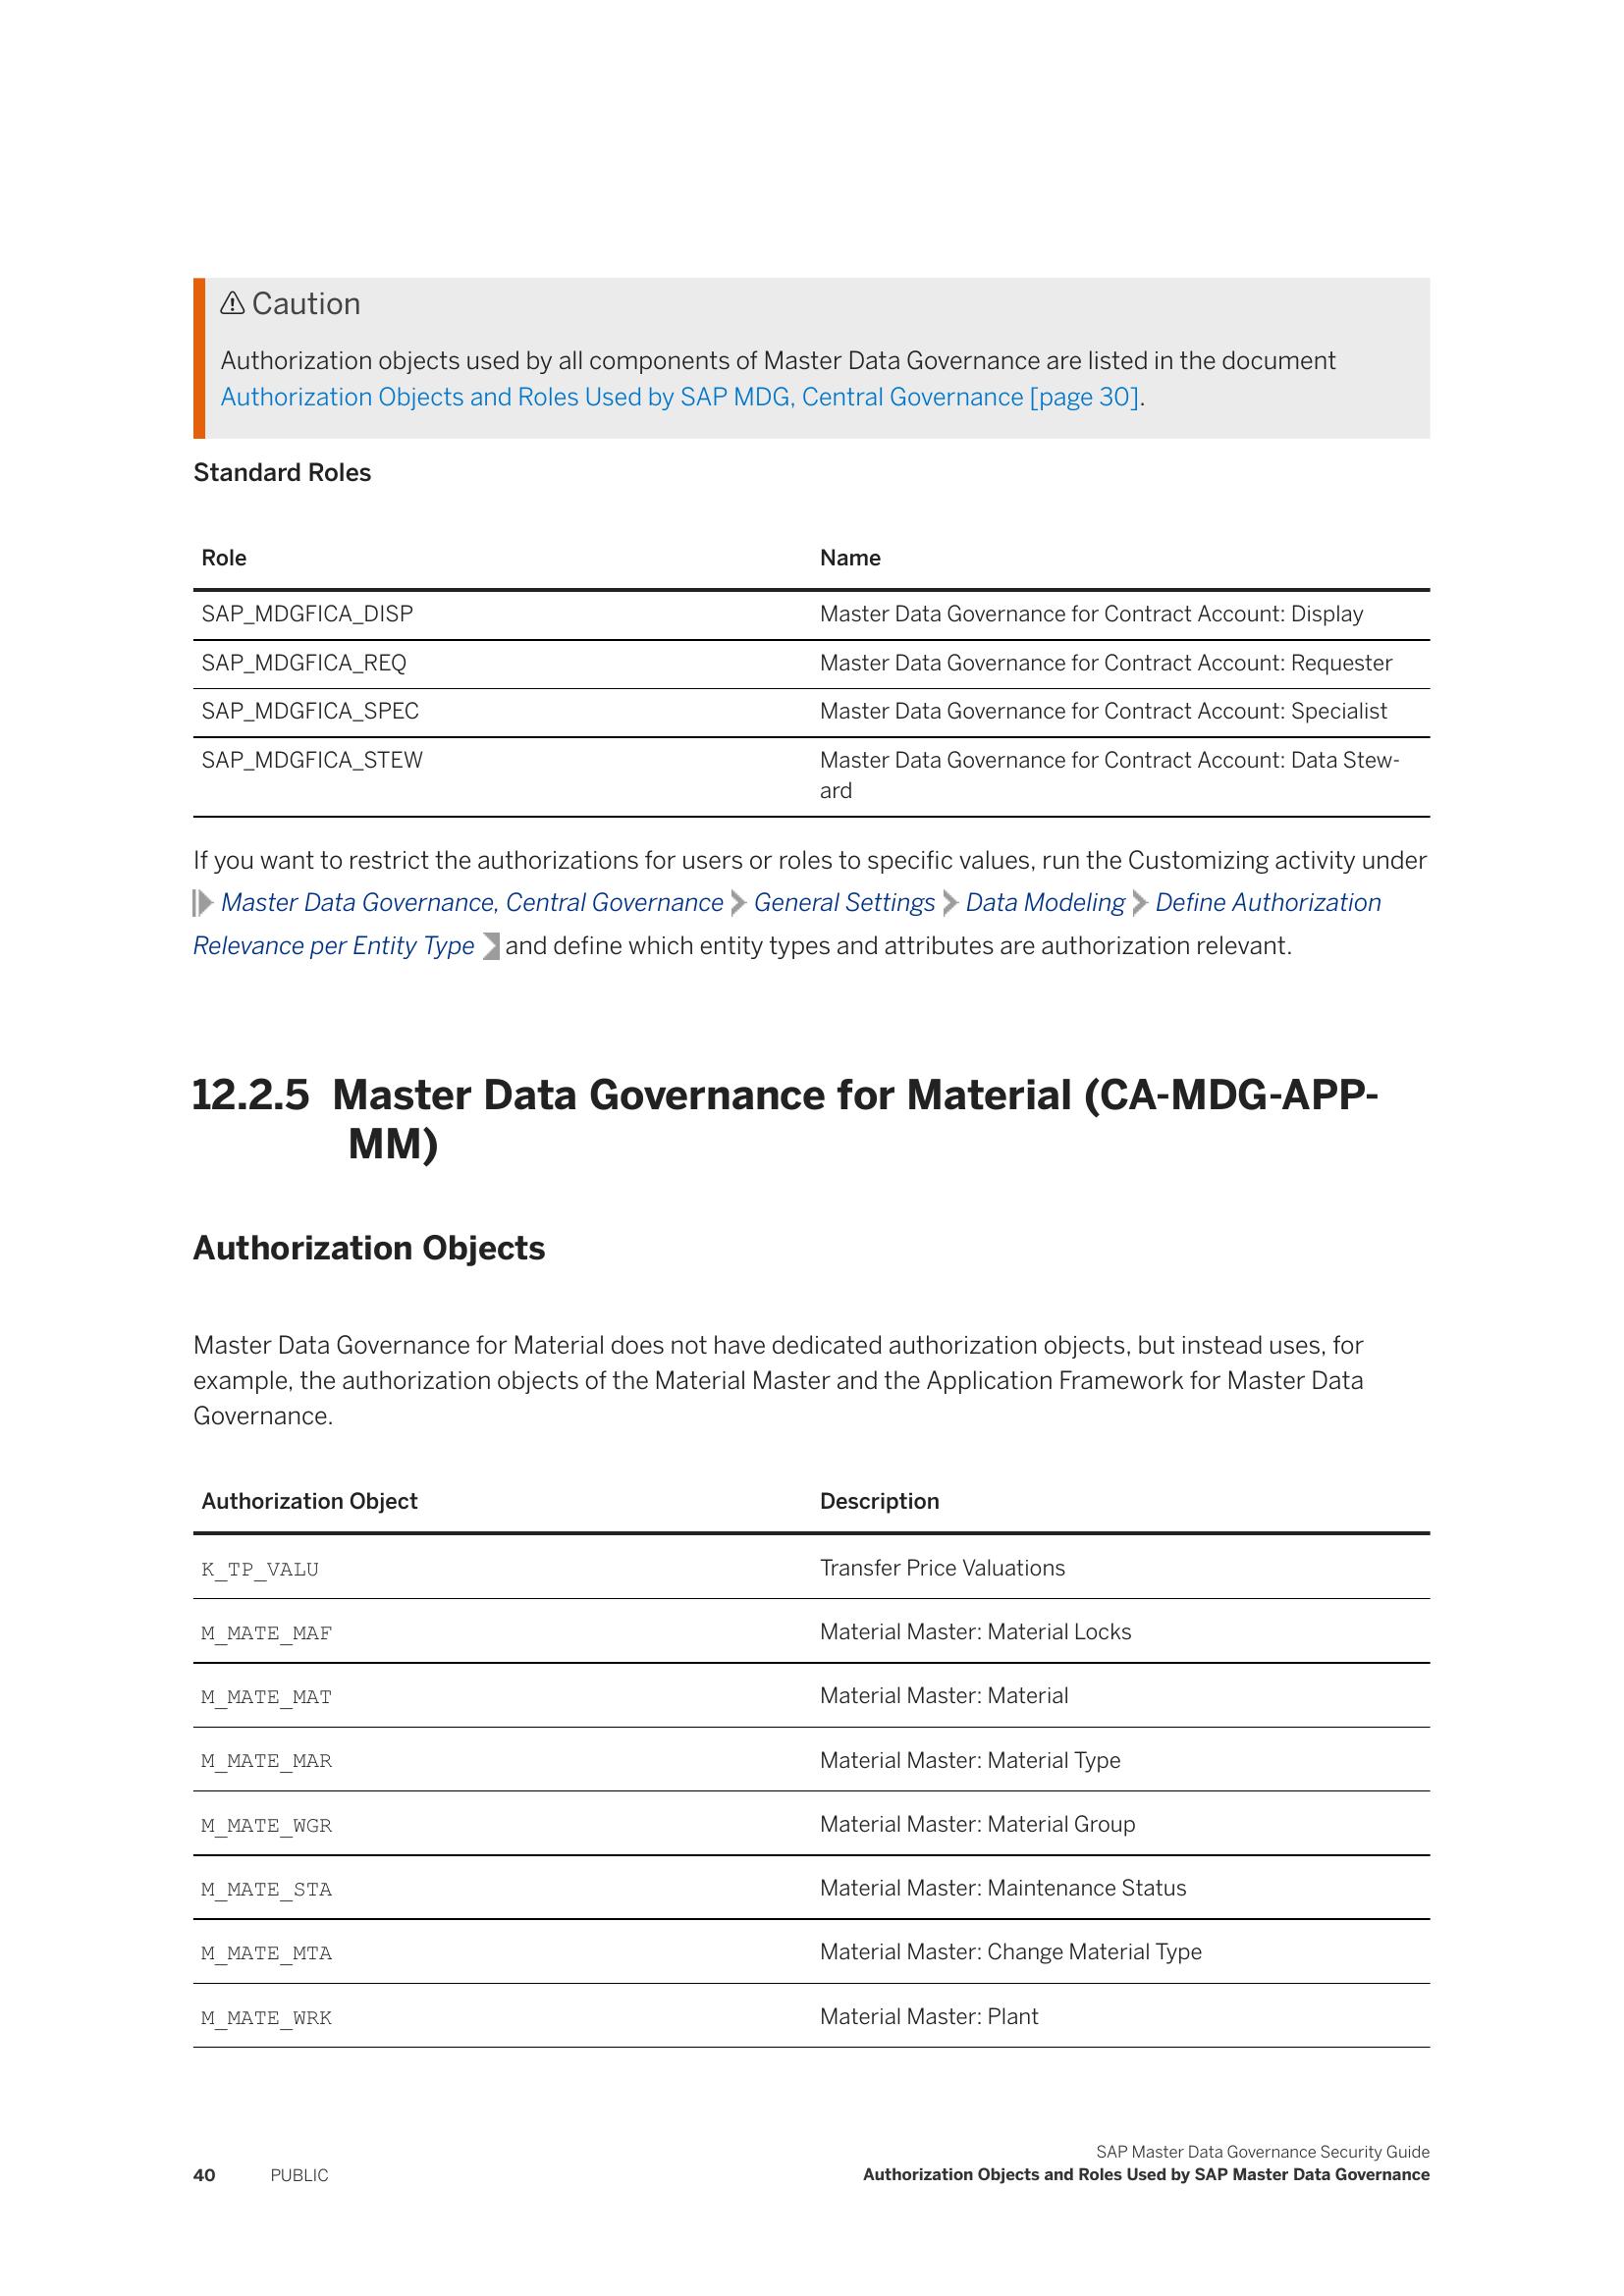 Caution
Authorization objects used by all components of Master Data Governance are listed in the document
Authorization Objects and Roles Used by SAP MDG, Central Governance [page 30].
Standard Roles
Role Name
SAP_MDGFICA_DISP Master Data Governance for Contract Account: Display
SAP_MDGFICA_REQ Master Data Governance for Contract Account: Requester
SAP_MDGFICA_SPEC Master Data Governance for Contract Account: Specialist
SAP_MDGFICA_STEW Master Data Governance for Contract Account: Data Stew-
ard
If you want to restrict the authorizations for users or roles to specific values, run the Customizing activity under
Master Data Governance, Central Governance General Settings Data Modeling Define Authorization
Relevance per Entity Type and define which entity types and attributes are authorization relevant.
12.2.5 Master Data Governance for Material (CA-MDG-APP-
MM)
Authorization Objects
Master Data Governance for Material does not have dedicated authorization objects, but instead uses, for
example, the authorization objects of the Material Master and the Application Framework for Master Data
Governance.
Authorization Object Description
K_TP_VALU Transfer Price Valuations
M_MATE_MAF Material Master: Material Locks
M_MATE_MAT Material Master: Material
M_MATE_MAR Material Master: Material Type
M_MATE_WGR Material Master: Material Group
M_MATE_STA Material Master: Maintenance Status
M_MATE_MTA Material Master: Change Material Type
M_MATE_WRK Material Master: Plant
SAP Master Data Governance Security Guide
40 PUBLIC Authorization Objects and Roles Used by SAP Master Data Governance